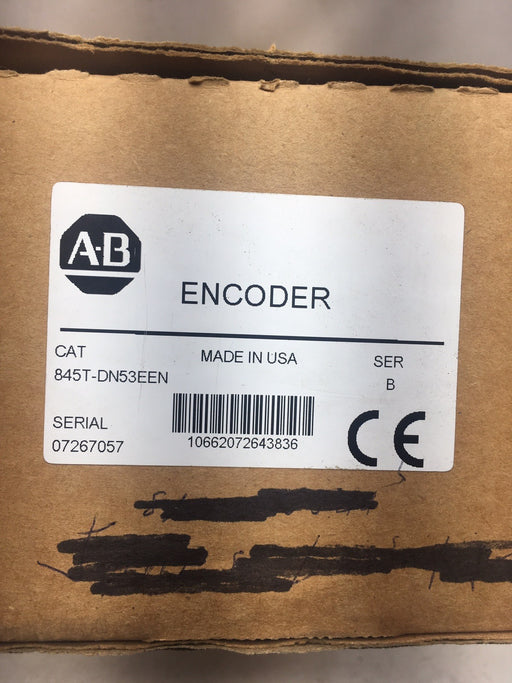 A-B
ENCODER
CAT
845T-DN53EEN
MADE IN USA
SER
B
SERIAL
07267057
10662072643836
CE